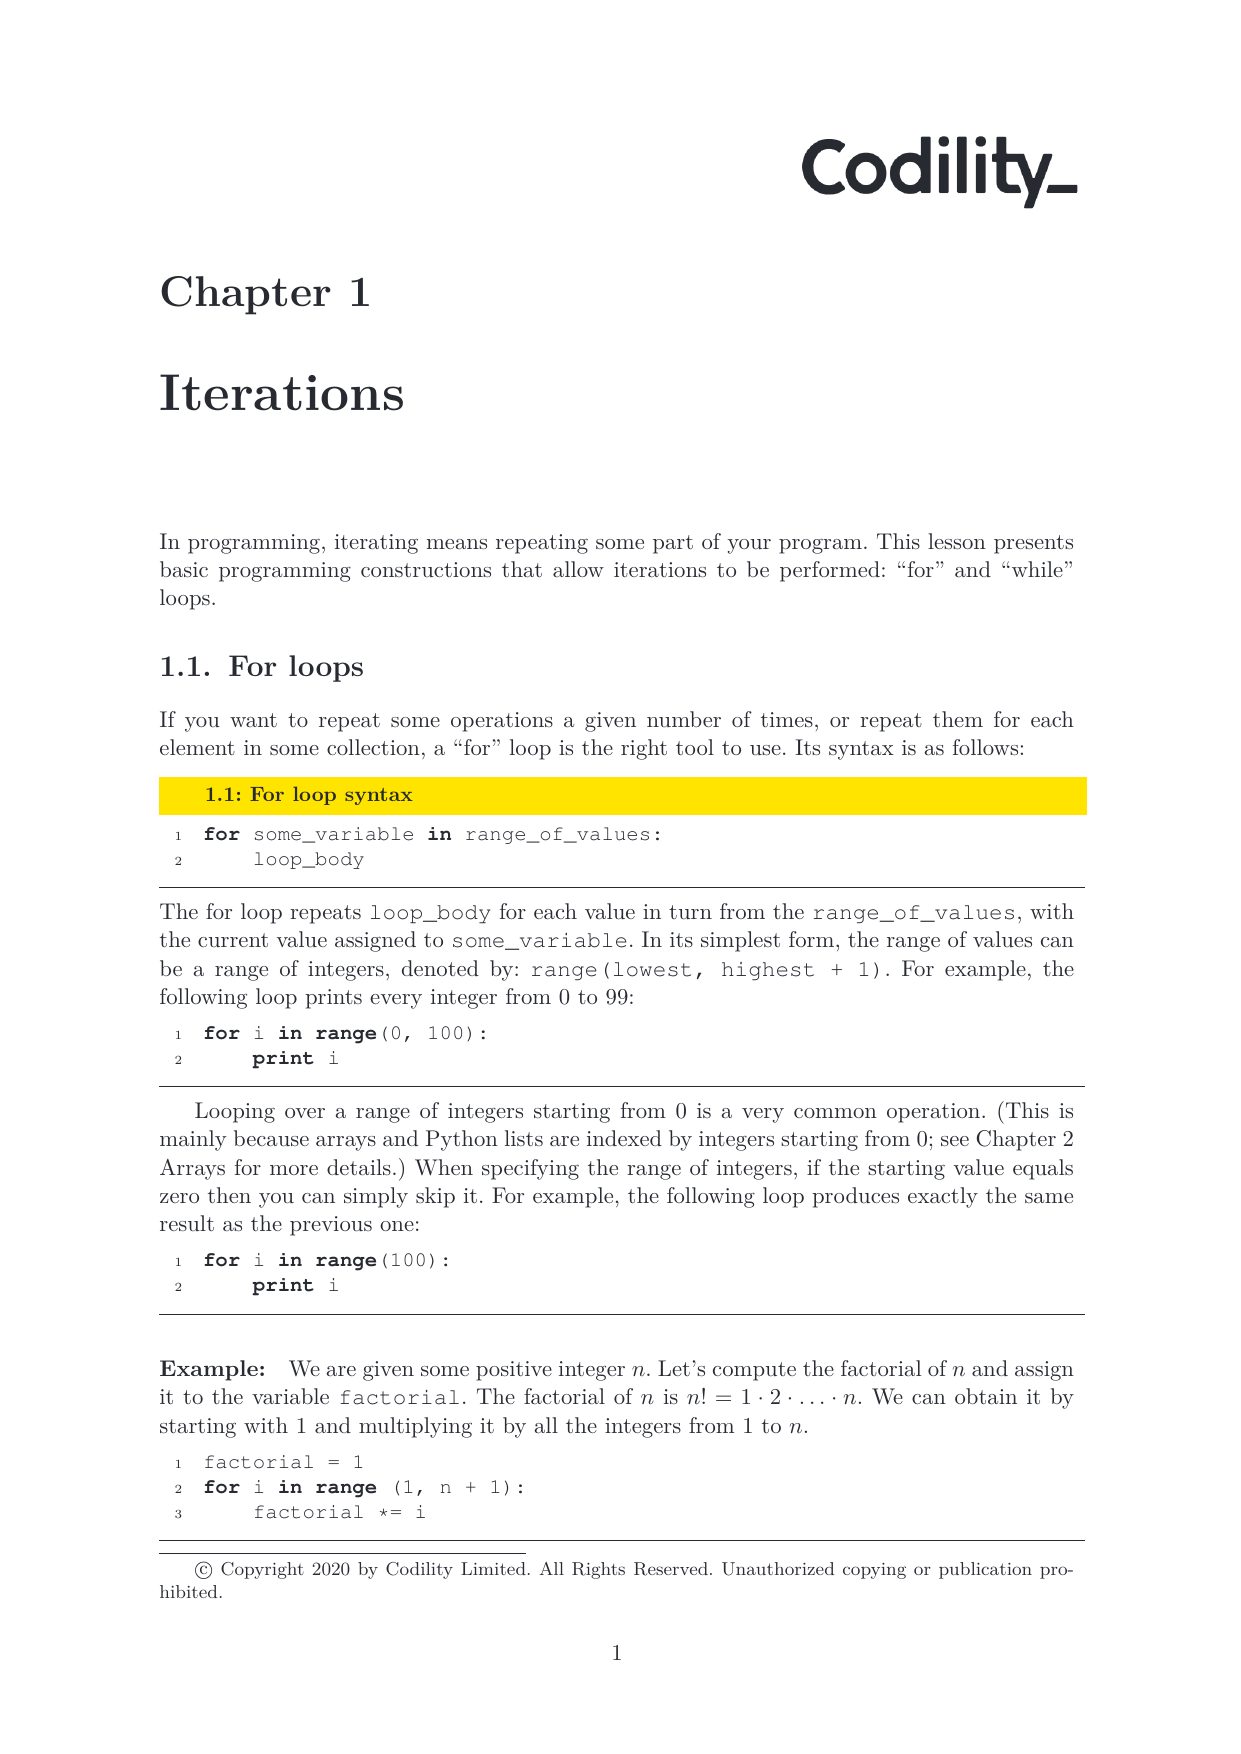 Codility_
Chapter 1
Iterations
In programming, iterating means repeating some part of your program. This lesson presents
basic programming constructions that allow iterations to be performed: “for” and “while”
loops.
1.1. For loops
If you want to repeat some operations a given number of times, or repeat them for each
element in some collection, a “for” loop is the right tool to use. Its syntax is as follows:
1.1: For loop syntax
1 for some_variable in range_of_values:
2     loop_body
The for loop repeats loop_body for each value in turn from the range_of_values, with
the current value assigned to some_variable. In its simplest form, the range of values can
be a range of integers, denoted by: range(lowest, highest + 1). For example, the
following loop prints every integer from 0 to 99:
1 for i in range(0, 100):
2     print i
Looping over a range of integers starting from 0 is a very common operation. (This is
mainly because arrays and Python lists are indexed by integers starting from 0; see Chapter 2
Arrays for more details.) When specifying the range of integers, if the starting value equals
zero then you can simply skip it. For example, the following loop produces exactly the same
result as the previous one:
1 for i in range(100):
2     print i
Example: We are given some positive integer n. Let’s compute the factorial of n and assign
it to the variable factorial. The factorial of n is n! = 1 · 2 · . . . · n. We can obtain it by
starting with 1 and multiplying it by all the integers from 1 to n.
1 factorial = 1
2 for i in range (1, n + 1):
3     factorial *= i
© Copyright 2020 by Codility Limited. All Rights Reserved. Unauthorized copying or publication pro-
hibited.
1